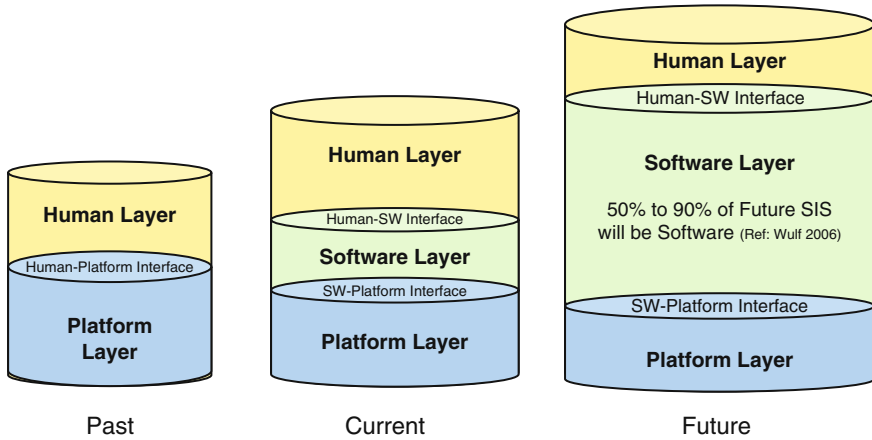 Human Layer
Human-Platform Interface
Platform
Layer
Past
Human Layer
Human-SW Interface
Software Layer
SW-Platform Interface
Platform Layer
Current
Human Layer
Human-SW Interface
Software Layer
50% to 90% of Future SIS
will be Software (Ref: Wulf 2006)
SW-Platform Interface
Platform Layer
Future